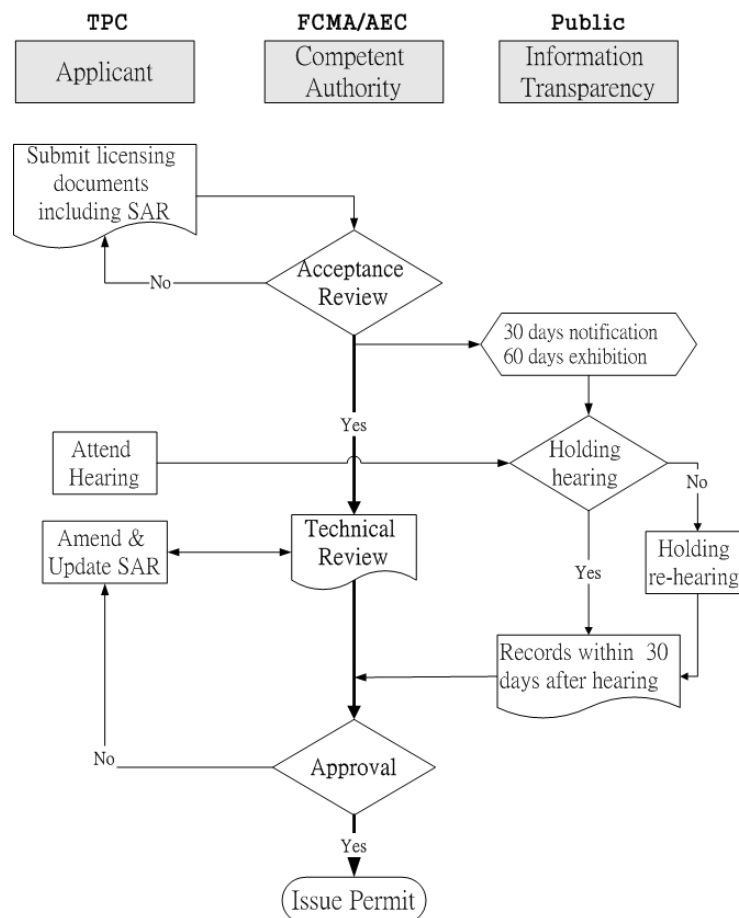 TPC
FCMA/AEC
Public
Applicant
Competent
Authority
Information
Transparency
Submit licensing
documents
including SAR
Acceptance
Review
No
30 days notification
60 days exhibition
Yes
Attend
Hearing
Holding
hearing
No
Technical
Review
Amend &
Update SAR
Holding
re-hearing
Yes
Records within 30
days after hearing
Approval
No
Yes
Issue Permit